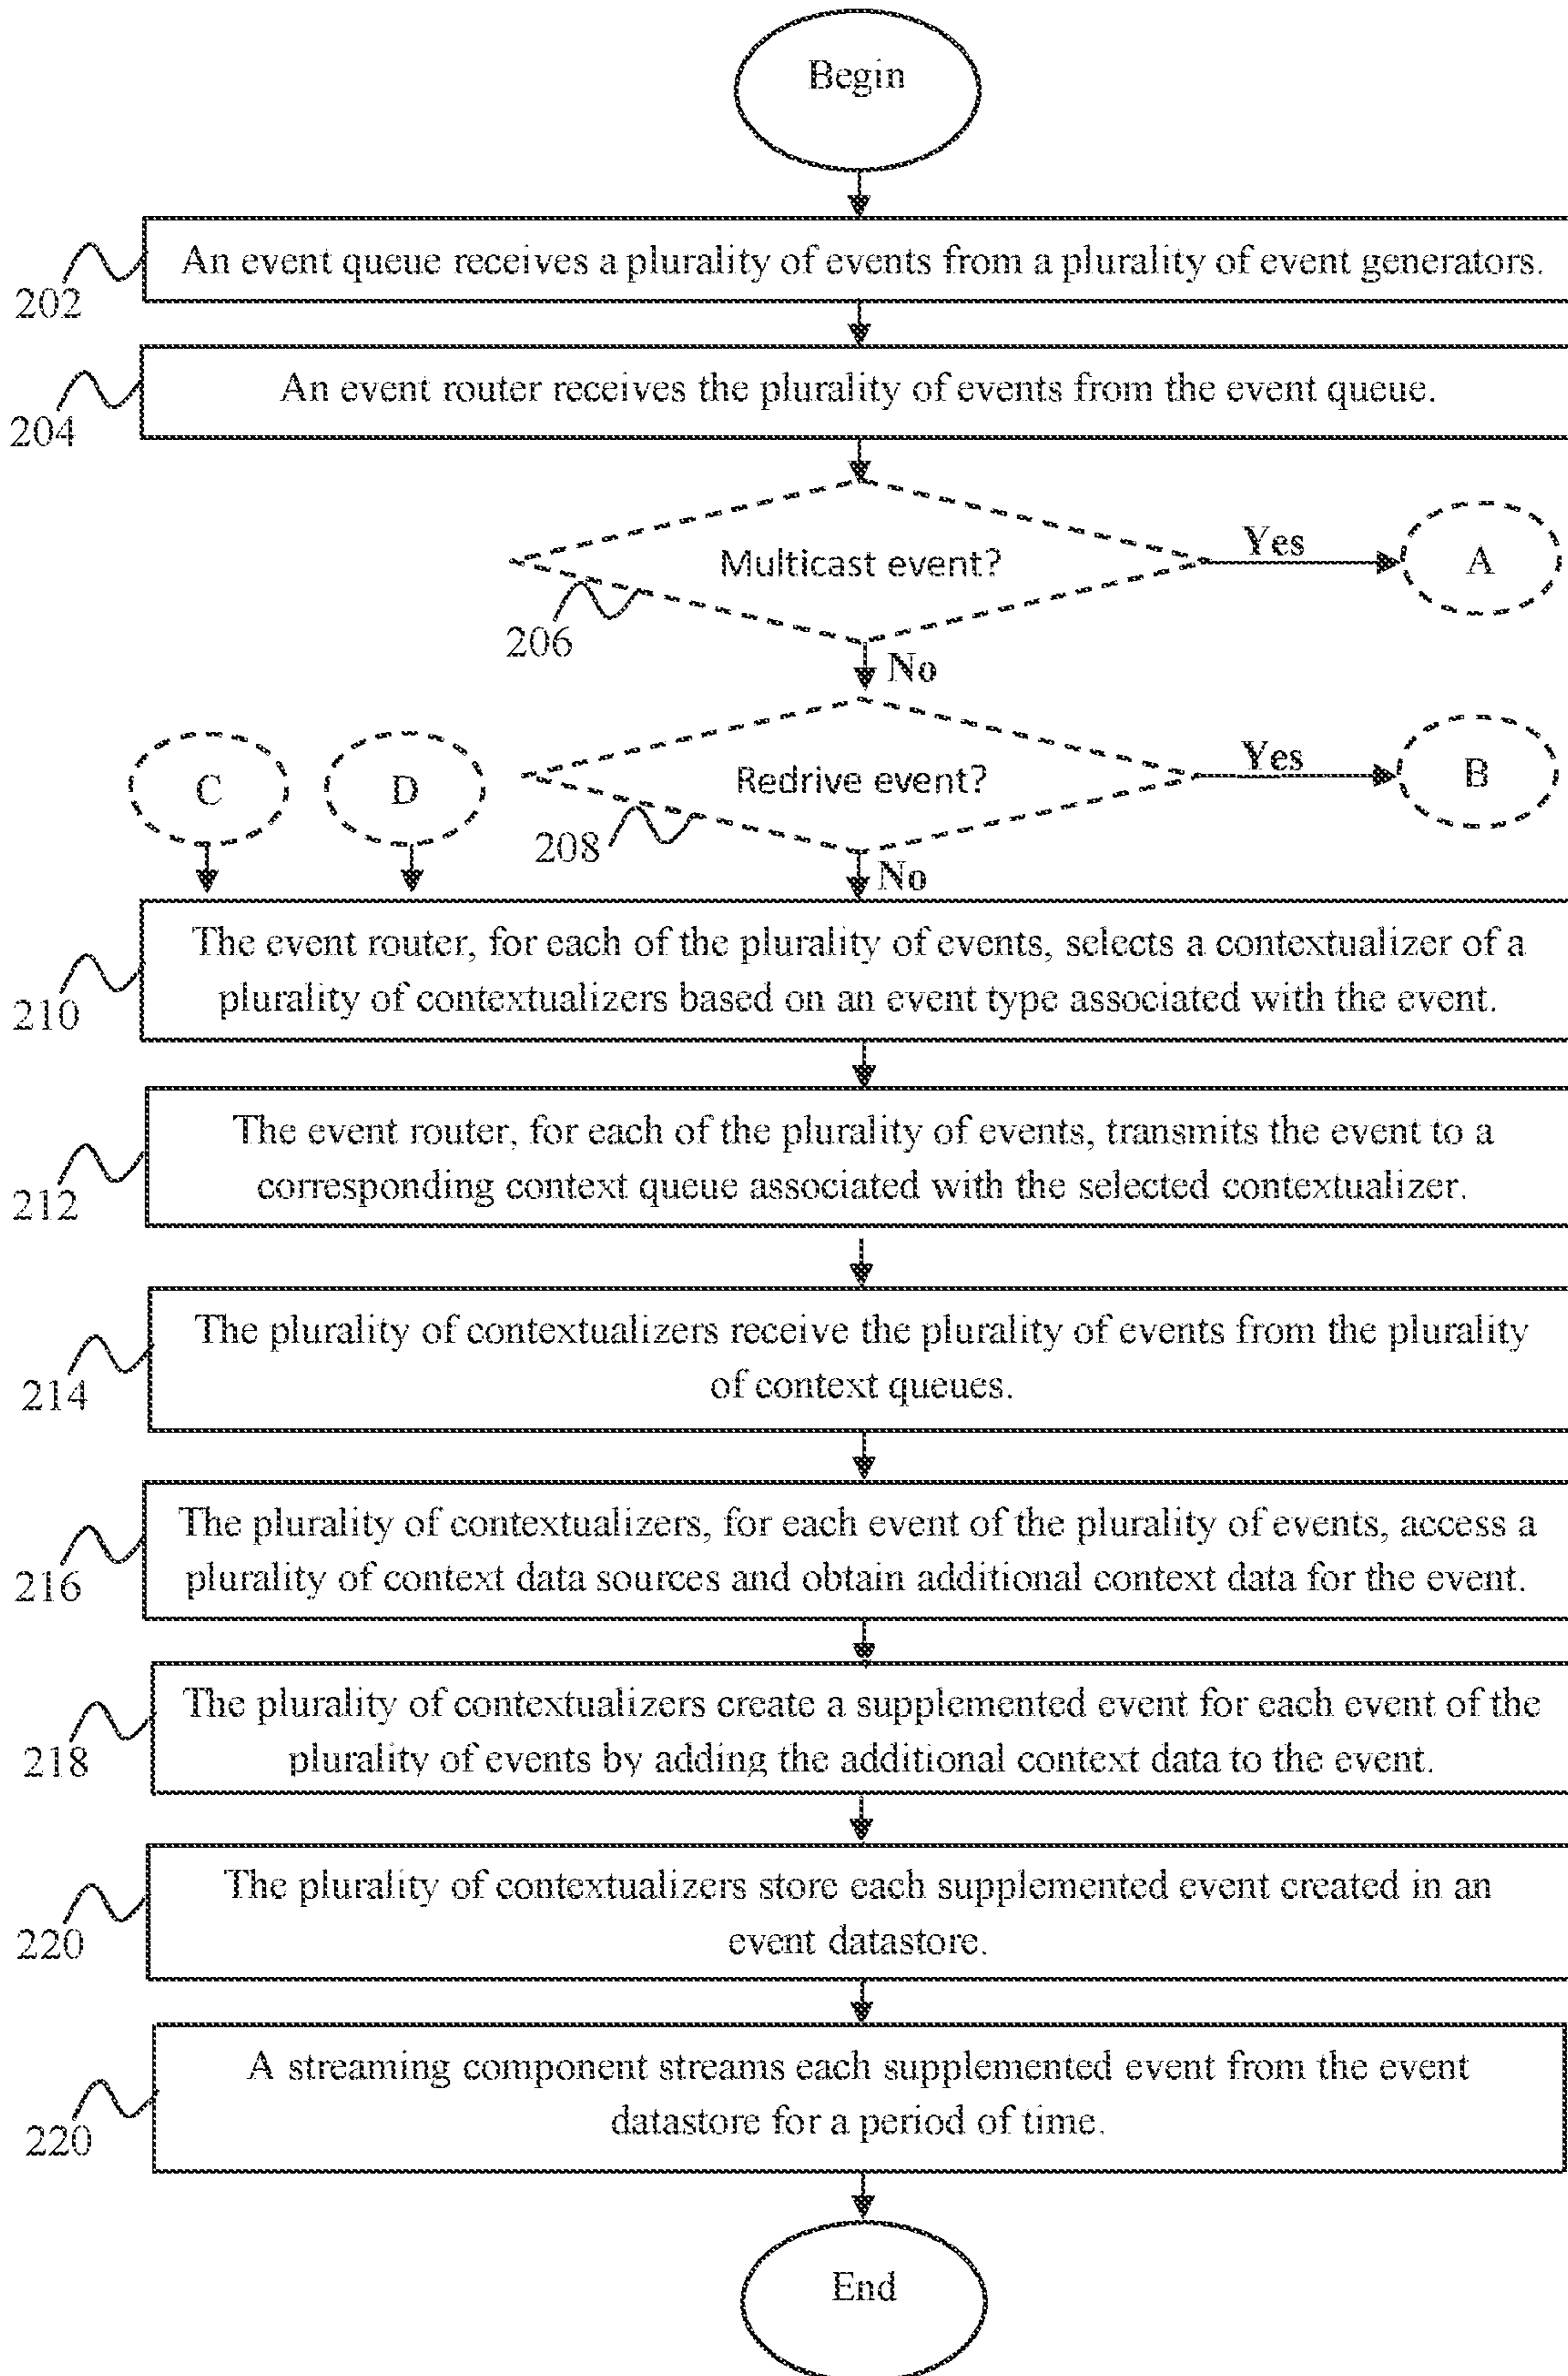 Begin
An event queue receives a plurality of events from a plurality of event generators.
202
An event router receives the plurality of events from the event queue.
204
Multicast event?
Yes
A
206
No
C
D
Redrive event?
Yes
B
208
No
The event router, for each of the plurality of events, selects a contextualizer of a
plurality of contextualizers based on an event type associated with the event.
210
The event router, for each of the plurality of events, transmits the event to a
corresponding context queue associated with the selected contextualizer.
212
The plurality of contextualizers receive the plurality of events from the plurality
of context queues.
214
The plurality of contextualizers, for each event of the plurality of events, access a
plurality of context data sources and obtain additional context data for the event.
216
The plurality of contextualizers create a supplemented event for each event of the
plurality of events by adding the additional context data to the event.
218
The plurality of contextualizers store each supplemented event created in an
event datastore.
220
A streaming component streams each supplemented event from the event
datastore for a period of time.
220
End